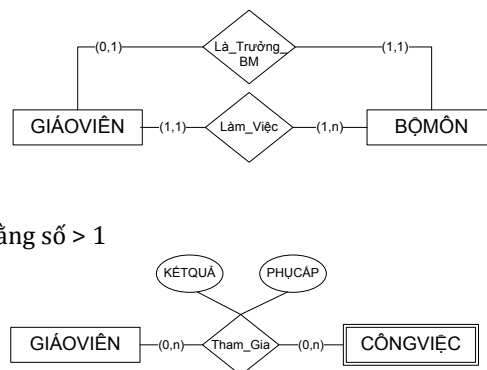 (0,1) Là_Trưởng_ (1,1)
BM
GIÁOVIÊN (1,1) Làm_Việc (1,n) BỘMÔN
ằng số > 1
KẾTQUẢ PHỤCẤP
GIÁOVIÊN (0,n) Tham_Gia (0,n) CÔNGVIỆC